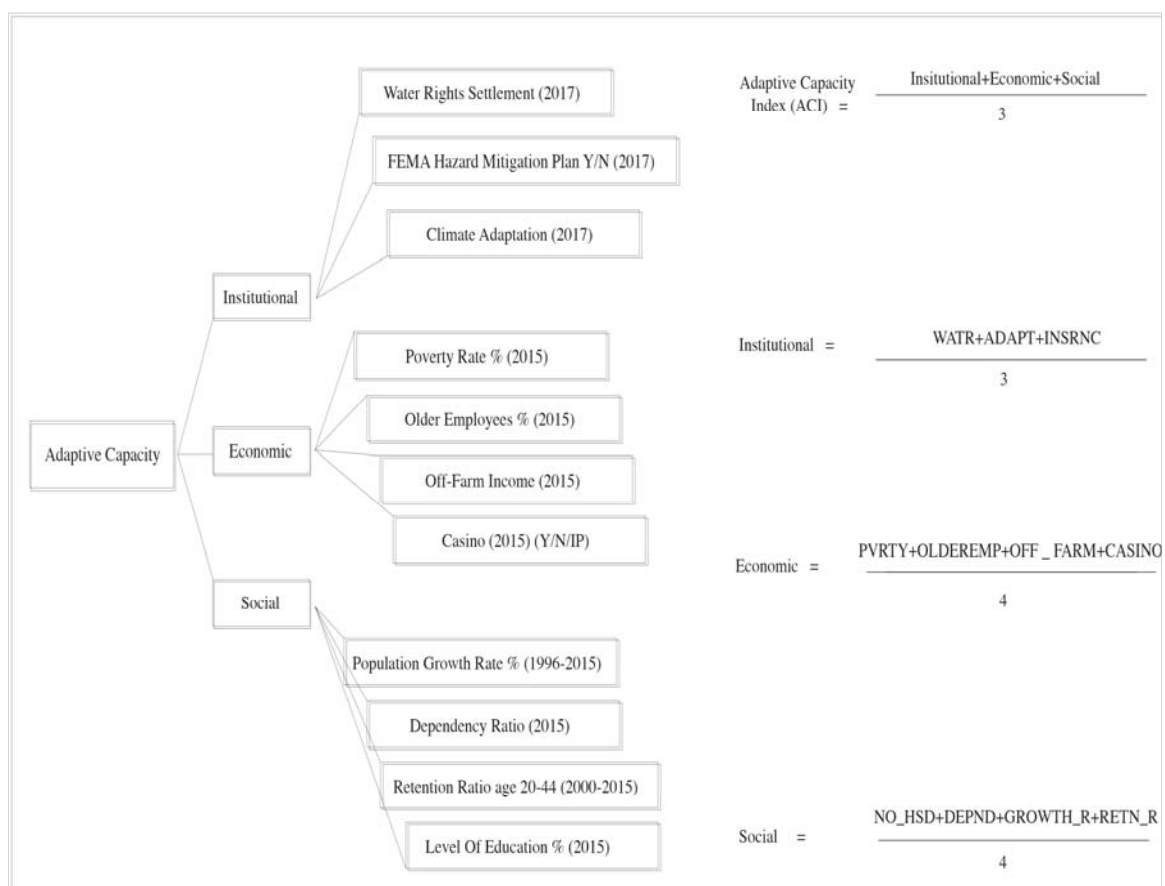 Water Rights Settlement (2017)
FEMA Hazard Mitigation Plan Y/N (2017)
Climate Adaptation (2017)
Institutional
Poverty Rate % (2015)
Older Employees % (2015)
Adaptive Capacity
Economic
Off-Farm Income (2015)
Casino (2015) (Y/N/IP)
Social
Population Growth Rate % (1996-2015)
Dependency Ratio (2015)
Retention Ratio age 20-44 (2000-2015)
Level Of Education % (2015)
Adaptive Capacity
Index (ACI) =
Insitutional+Economic+Social
3
Institutional =
WATR+ADAPT+INSRNC
3
Economic =
PVRTY+OLDEREMP+OFF _ FARM+CASINO
4
Social =
NO_HSD+DEPND+GROWTH_R+RETN_R
4